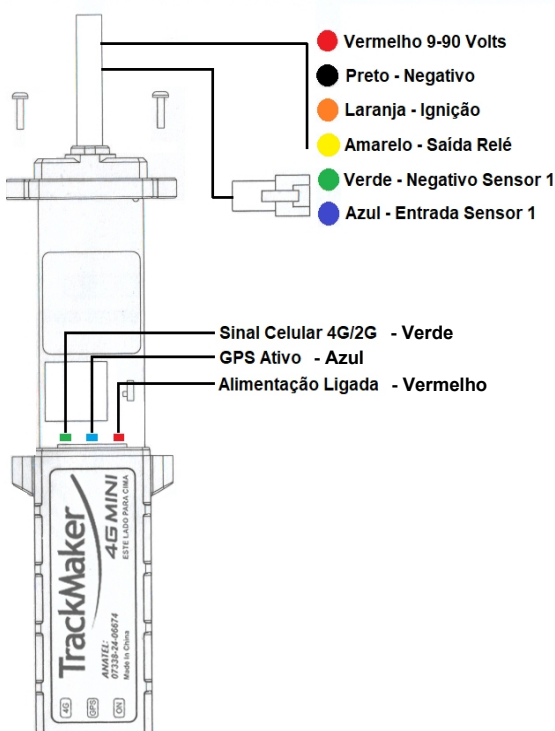 Vermelho 9-90 Volts
Preto - Negativo
Laranja - Ignição
Amarelo - Saída Relé
Verde - Negativo Sensor 1
Azul - Entrada Sensor 1
Sinal Celular 4G/2G - Verde
GPS Ativo - Azul
Alimentação Ligada - Vermelho
TrackMaker
4G MINI
ESTE LADO PARA CIMA
ANATEL:
07338-24-06674
Made In China
4G
GPS
ON